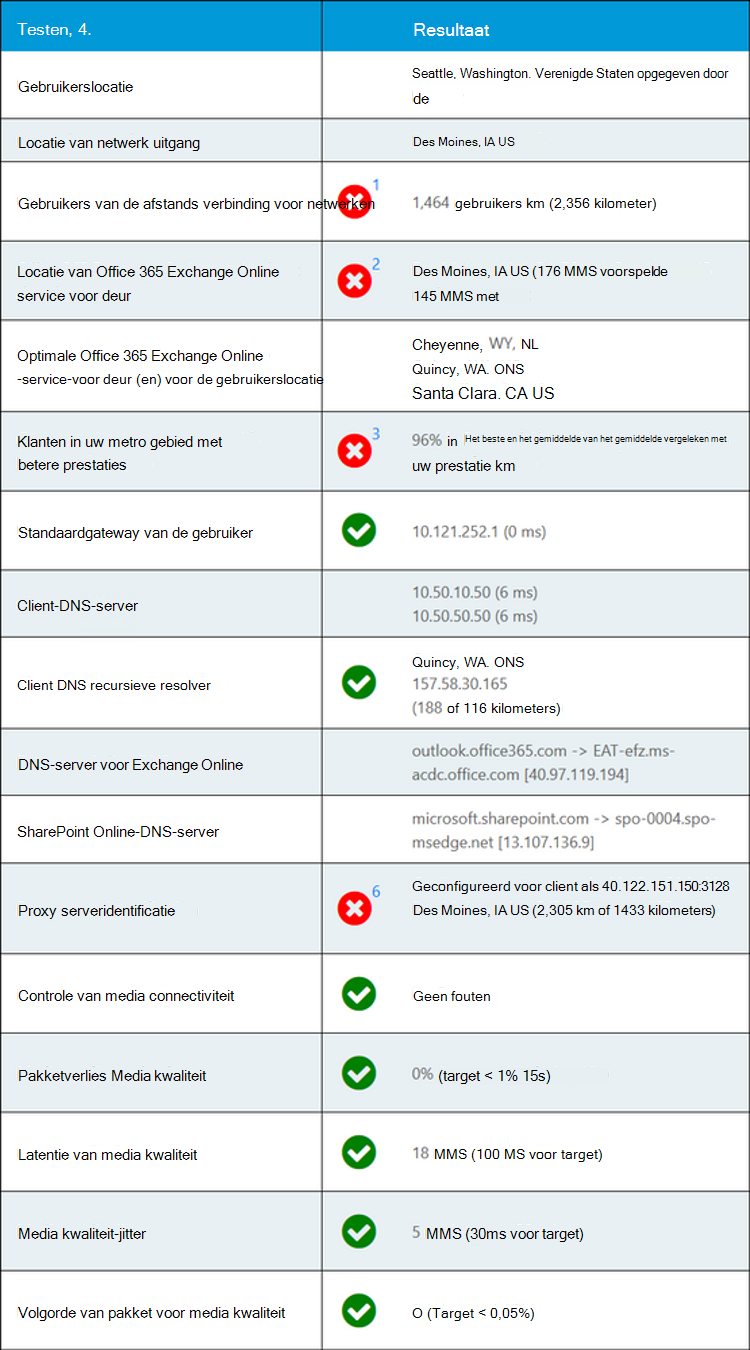 Testen, 4.
Resultaat
Gebruikerslocatie
Seattle, Washington. Verenigde Staten opgegeven door
de
Locatie van netwerk uitgang
Des Moines, IA US
Gebruikers van de afstands verbinding voor netwerken
1
1,464 gebruikers km (2,356 kilometer)
Locatie van Office 365 Exchange Online
service voor deur
2
Des Moines, IA US (176 MMS voorspelde
145 MMS met
Optimale Office 365 Exchange Online
-service-voor deur (en) voor de gebruikerslocatie
Cheyenne, WY, NL
Quincy, WA. ONS
Santa Clara. CA US
Klanten in uw metro gebied met
betere prestaties
3
96% in Het beste en het gemiddelde van het gemiddelde vergeleken met
uw prestatie km
Standaardgateway van de gebruiker
10.121.252.1 (0 ms)
Client-DNS-server
10.50.10.50 (6 ms)
10.50.50.50 (6 ms)
Client DNS recursieve resolver
Quincy, WA. ONS
157.58.30.165
(188 of 116 kilometers)
DNS-server voor Exchange Online
outlook.office365.com -> EAT-efz.ms-
acdc.office.com [40.97.119.194]
SharePoint Online-DNS-server
microsoft.sharepoint.com -> spo-0004.spo-
msedge.net [13.107.136.9]
Proxy serveridentificatie
6
Geconfigureerd voor client als 40.122.151.150:3128
Des Moines, IA US (2,305 km of 1433 kilometers)
Controle van media connectiviteit
Geen fouten
Pakketverlies Media kwaliteit
0% (target < 1% 15s)
Latentie van media kwaliteit
18 MMS (100 MS voor target)
Media kwaliteit-jitter
5 MMS (30ms voor target)
Volgorde van pakket voor media kwaliteit
O (Target < 0,05%)